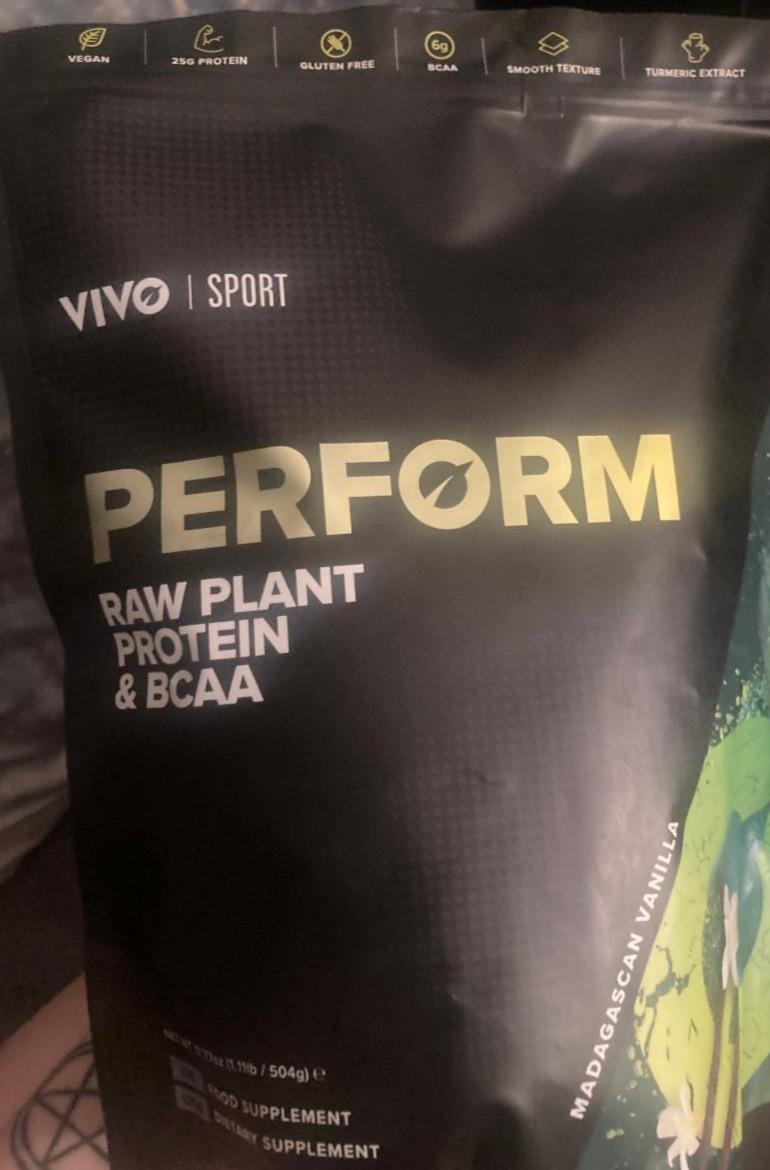 VEGAN
25G PROTEIN
GLUTEN FREE
6g
BCAA
SMOOTH TEXTURE
TURMERIC EXTRACT
VIVO | SPORT
PERFORM
RAW PLANT
PROTEIN
& BCAA
MADAGASCAN VANILLA
(1.11lb / 504g) ℮
FOOD SUPPLEMENT
DIETARY SUPPLEMENT